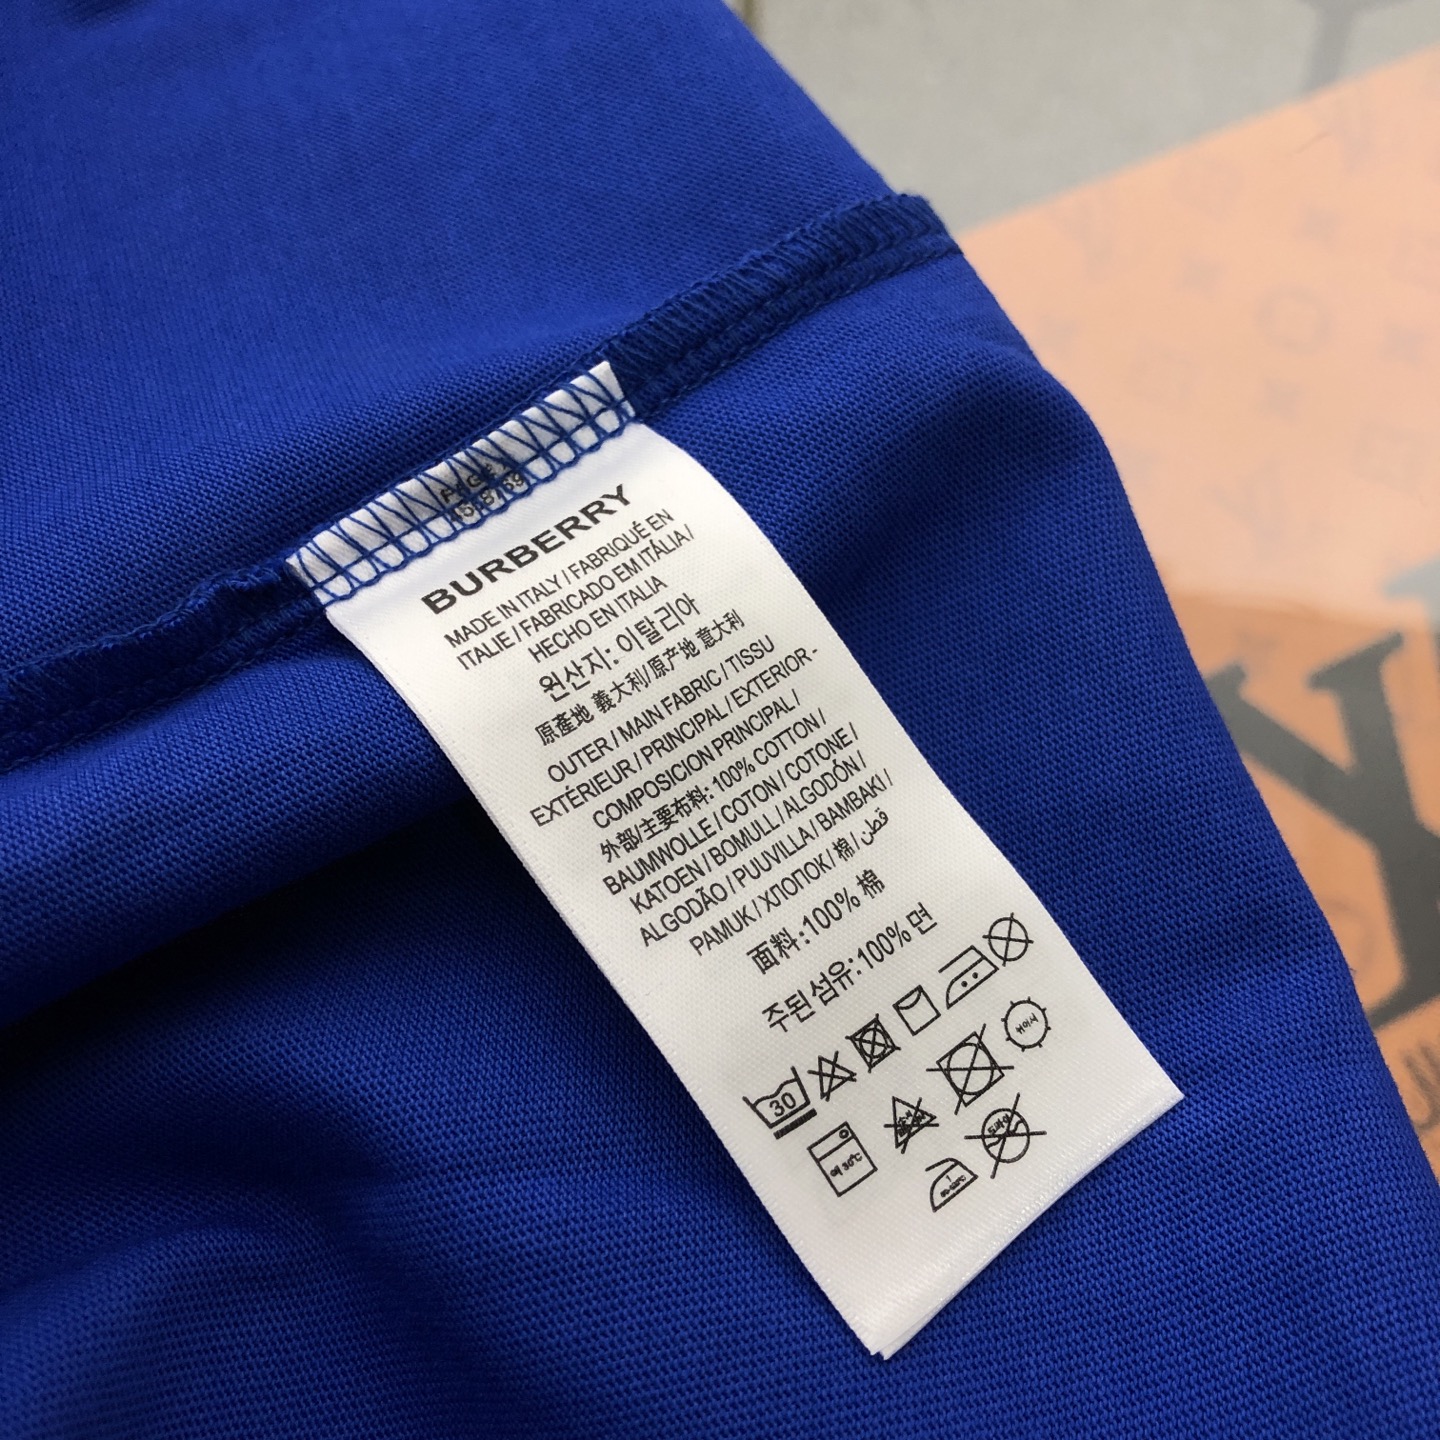 BURBERRY
MADE IN ITALY / FABRIQUÉ EN
ITALIE / FABRICADO EM ITÁLIA /
HECHO EN ITALIA
원산지: 이탈리아
原產地 義大利/原产地 意大利
OUTER / MAIN FABRIC / TISSU
EXTÉRIEUR / PRINCIPAL / EXTERIOR -
COMPOSICION PRINCIPAL /
外部/主要布料: 100% COTTON /
BAUMWOLLE / COTON / COTONE /
KATOEN / BOMULL / ALGODÓN /
ALGODÃO / PUUVILLA / BAMBAKI /
PAMUK / ХЛОПОК / 棉 / قطن
面料:100% 棉
주된 섬유:100% 면
30